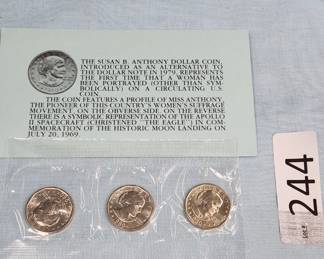 THE SUSAN B. ANTHONY DOLLAR COIN,
INTRODUCED AS AN ALTERNATIVE TO
THE DOLLAR NOTE IN 1979, REPRESENTS
THE FIRST TIME THAT A WOMAN HAS
BEEN PORTRAYED (OTHER THAN SYM-
BOLICALLY) ON A CIRCULATING U.S.
COIN.
THE COIN FEATURES A PROFILE OF MISS ANTHONY,
THE PIONEER OF THIS COUNTRY'S WOMEN'S SUFFRAGE
MOVEMENT, ON THE OBVERSE SIDE. ON THE REVERSE
THERE IS A SYMBOLIC REPRESENTATION OF THE APOLLO
II SPACECRAFT (CHRISTENED "THE EAGLE") IN COM-
MEMORATION OF THE HISTORIC MOON LANDING ON
JULY 20, 1969.
Lot #
244